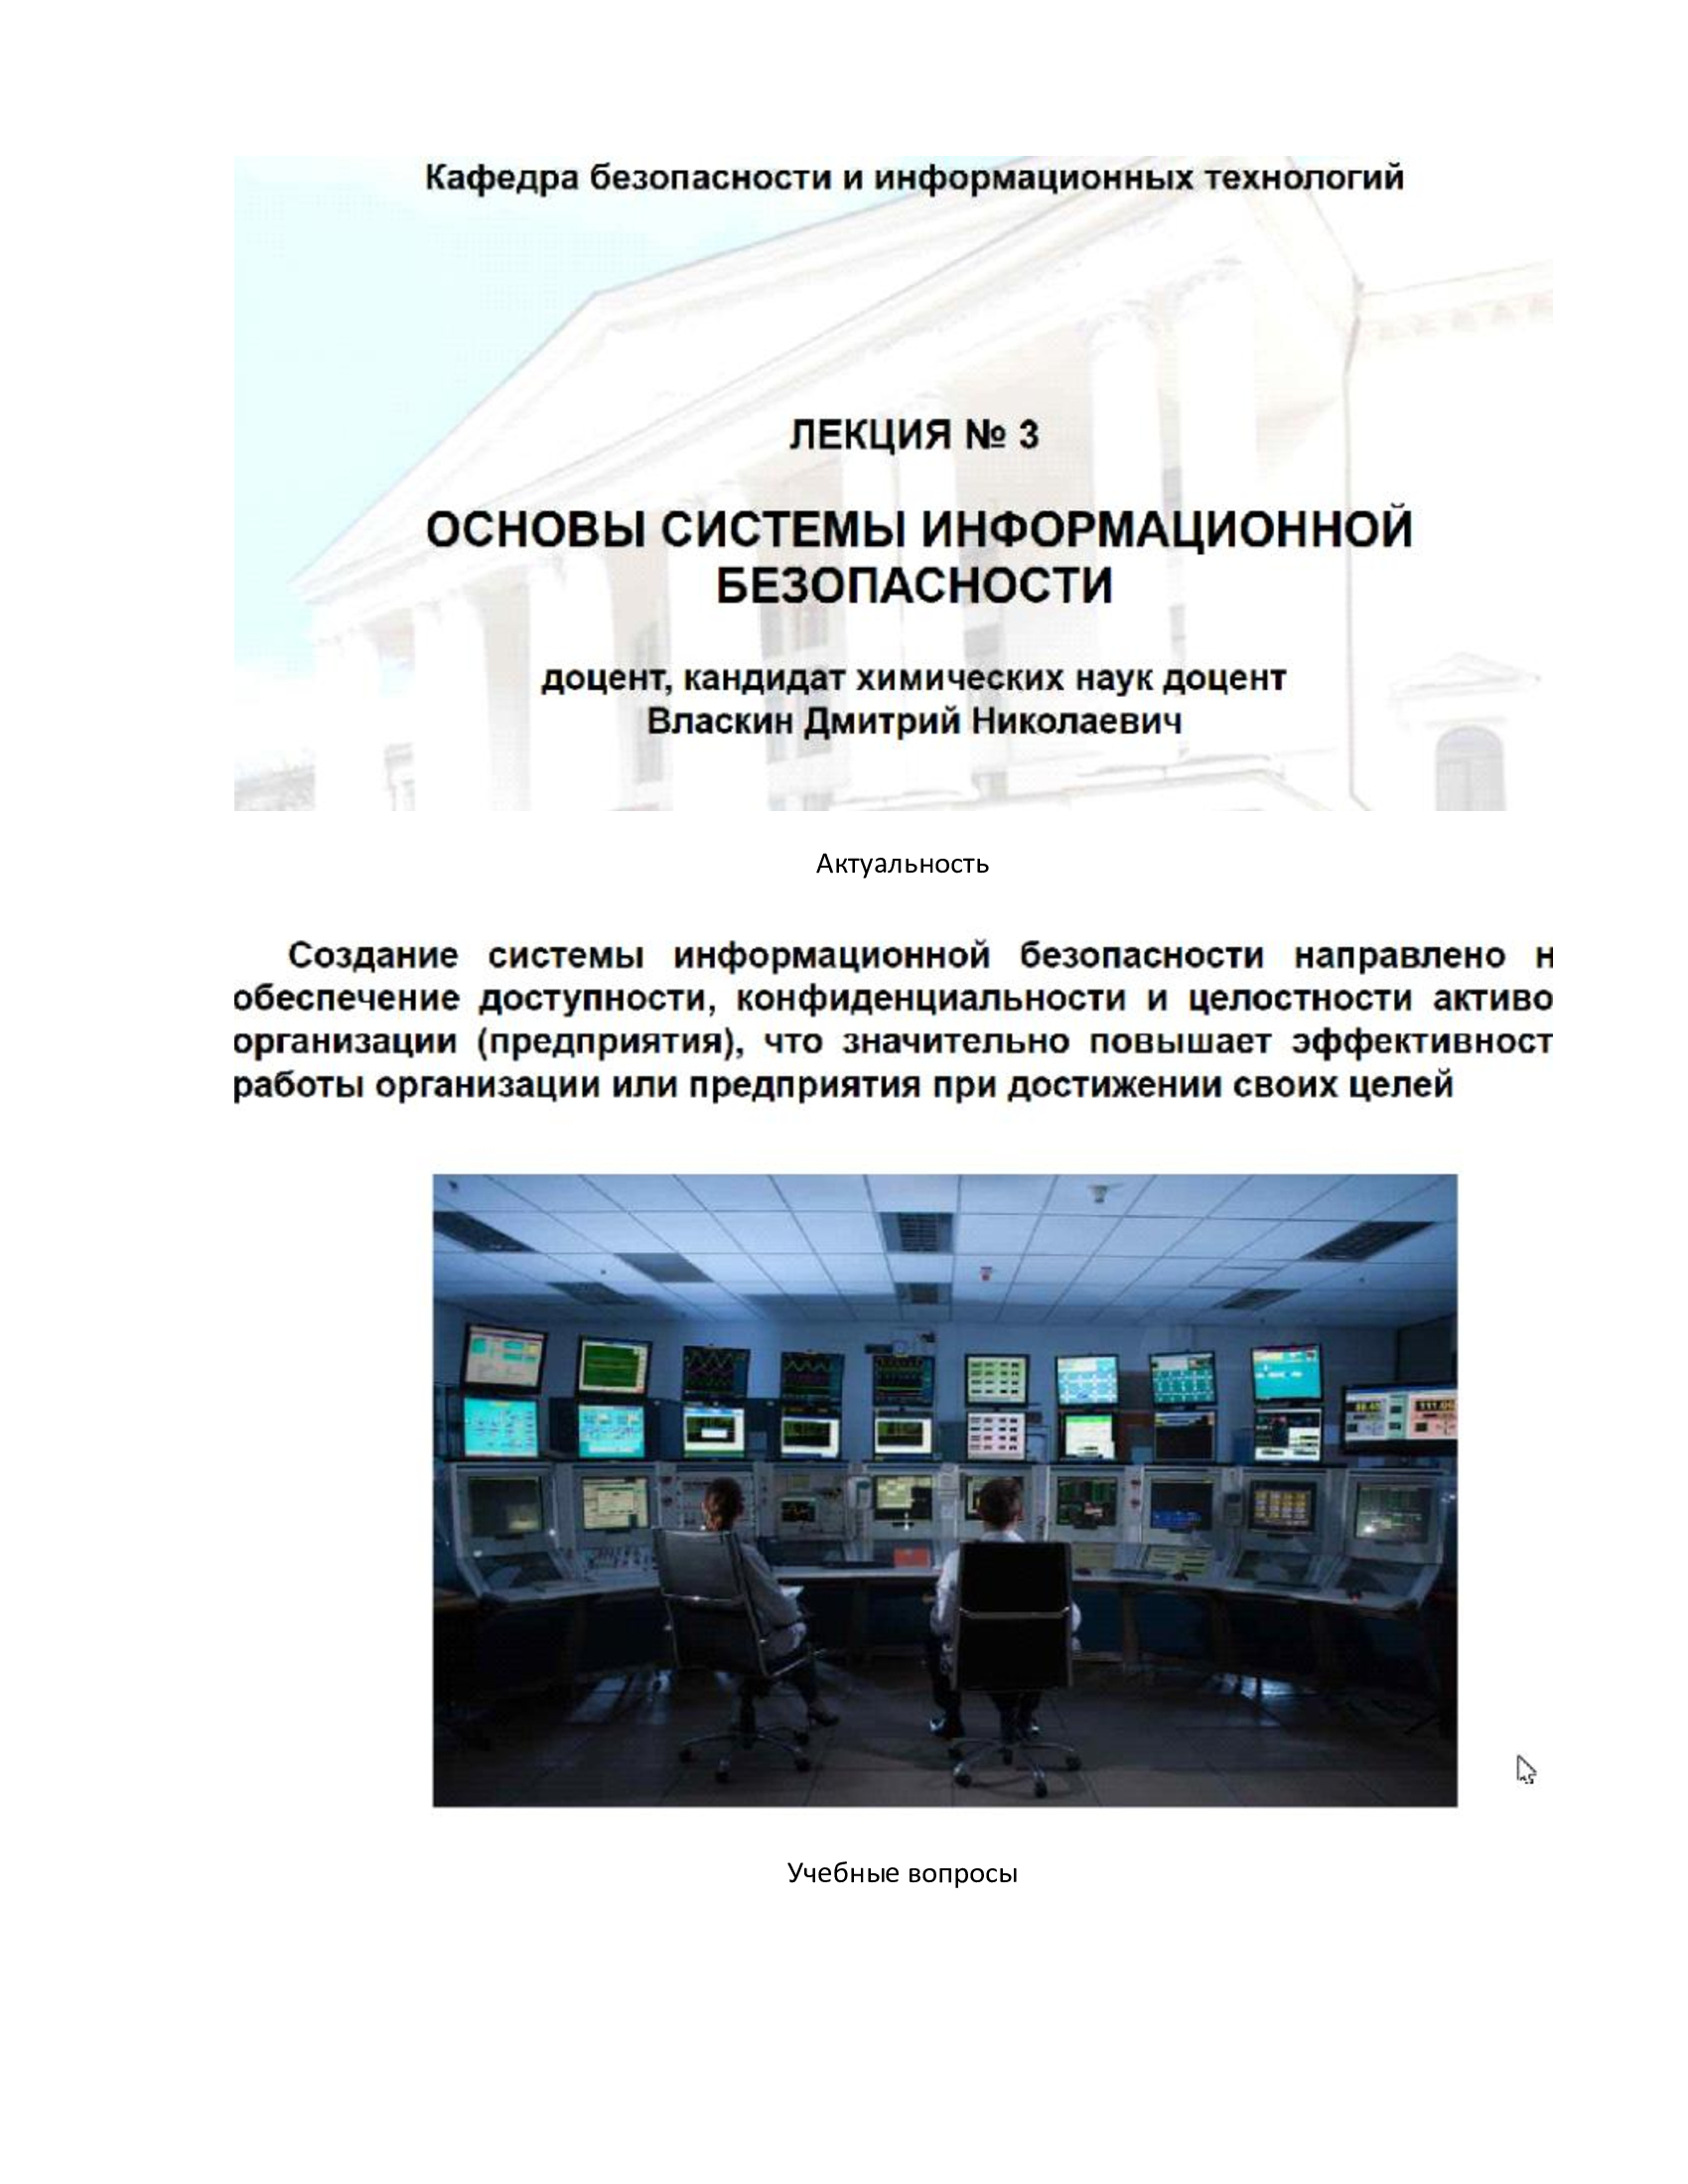 Кафедра безопасности и информационных технологий
ЛЕКЦИЯ № 3
ОСНОВЫ СИСТЕМЫ ИНФОРМАЦИОННОЙ
БЕЗОПАСНОСТИ
доцент, кандидат химических наук доцент
Власкин Дмитрий Николаевич
Актуальность
Создание системы информационной безопасности направлено н
обеспечение доступности, конфиденциальности и целостности активо
организации (предприятия), что значительно повышает эффективност
работы организации или предприятия при достижении своих целей
Учебные вопросы